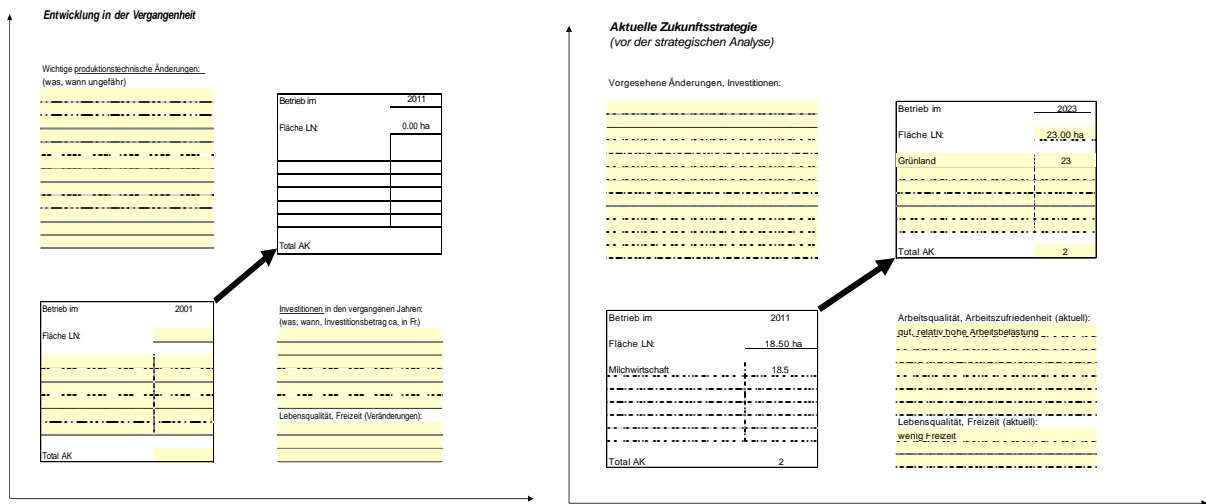 Entwicklung in der Vergangenheit
Wichtige produktionstechnische Änderungen:
(was, wann ungefähr)
Betrieb im 2011
Fläche LN: 0.00 ha
Total AK
Betrieb im 2001
Fläche LN:
Total AK
Investitionen in den vergangenen Jahren:
(was, wann, Investitionsbetrag ca. in Fr.)
Lebensqualität, Freizeit (Veränderungen):
Aktuelle Zukunftsstrategie
(vor der strategischen Analyse)
Vorgesehene Änderungen, Investitionen:
Betrieb im 2023
Fläche LN: 23.00 ha
Grünland 23
Total AK 2
Betrieb im 2011
Fläche LN: 18.50 ha
Milchwirtschaft 18.5
Total AK 2
Arbeitsqualität, Arbeitszufriedenheit (aktuell):
gut, relativ hohe Arbeitsbelastung
Lebensqualität, Freizeit (aktuell):
wenig Freizeit